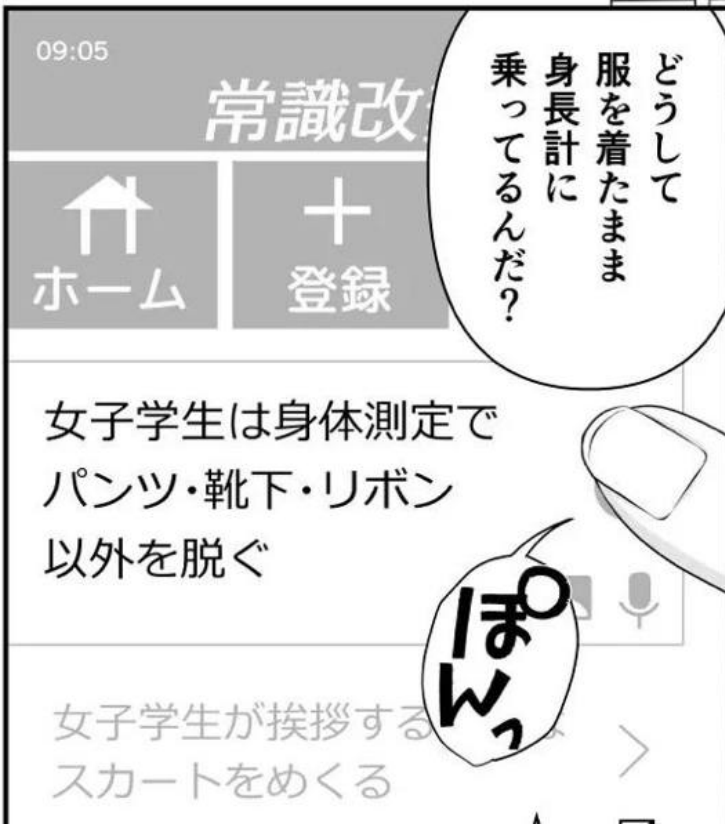 09:05
常識改
ホーム
登録
どうして
服を着たまま
身長計に
乗ってるんだ?
女子学生は身体測定で
パンツ・靴下・リボン
以外を脱ぐ
ぽんっ
女子学生が挨拶する
スカートをめくる